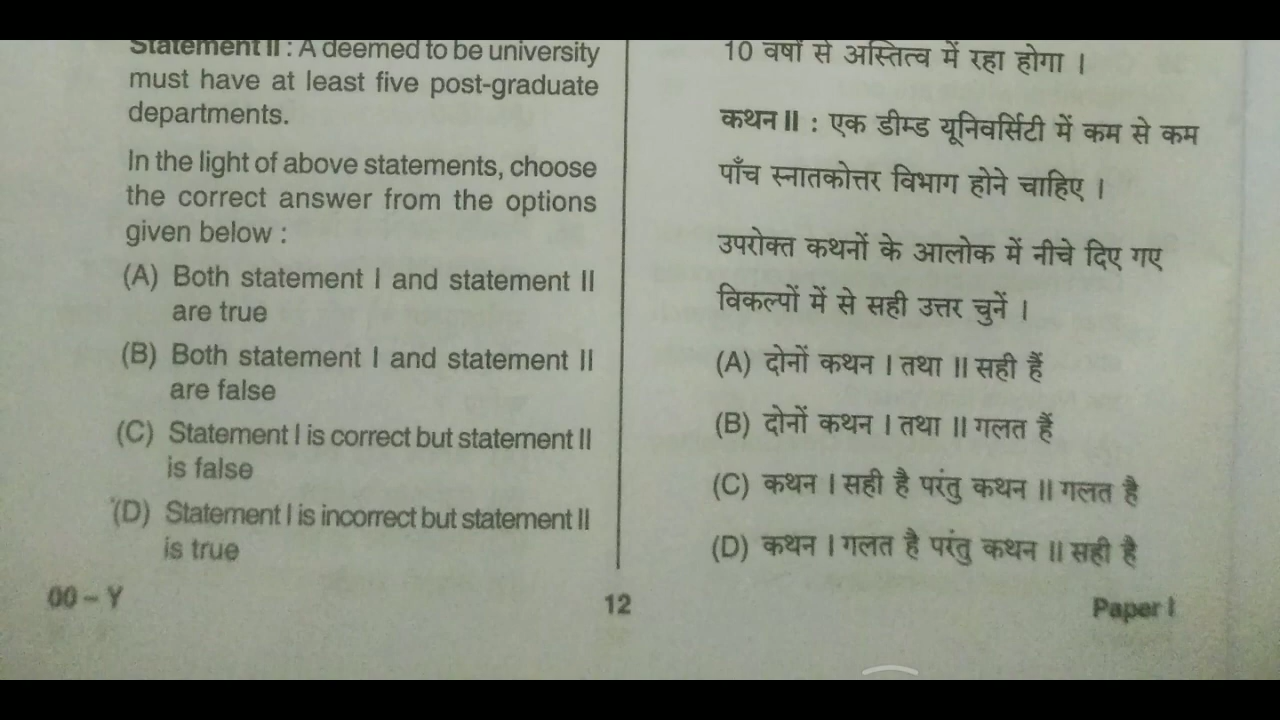 Statement II : A deemed to be university
must have at least five post-graduate
departments.
In the light of above statements, choose
the correct answer from the options
given below :
(A) Both statement I and statement II
are true
(B) Both statement I and statement II
are false
(C) Statement I is correct but statement II
is false
(D) Statement I is incorrect but statement II
is true
10 वर्षों से अस्तित्व में रहा होगा ।
कथन II : एक डीम्ड यूनिवर्सिटी में कम से कम
पाँच स्नातकोत्तर विभाग होने चाहिए ।
उपरोक्त कथनों के आलोक में नीचे दिए गए
विकल्पों में से सही उत्तर चुनें ।
(A) दोनों कथन I तथा II सही हैं
(B) दोनों कथन I तथा II गलत हैं
(C) कथन I सही है परंतु कथन II गलत है
(D) कथन I गलत है परंतु कथन II सही है
00 – Y
12
Paper I